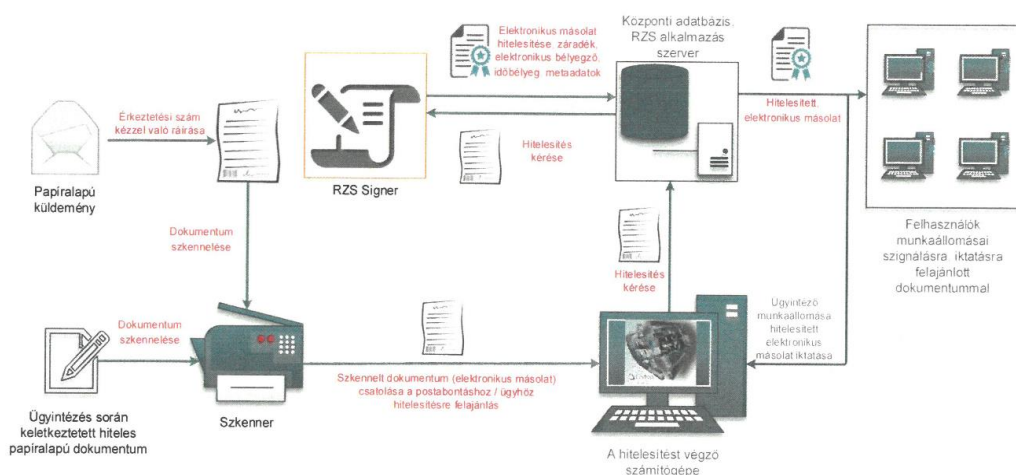 Központi adatbázis,
RZS alkalmazás
szerver
Elektronikus másolat
hitelesítése, záradék,
elektronikus bélyegző,
időbélyeg, metaadatok
Érkeztetési szám
kézzel való ráírása
Hitelesített,
elektronikus másolat
Hitelesítés
kérése
RZS Signer
Papíralapú
küldemény
Dokumentum
szkennelése
Hitelesítés
kérése
Felhasználók
munkaállomásai
szignálásra, iktatásra
felajánlott
dokumentummal
Dokumentum
szkennelése
Ügyintéző
munkaállomása
hitelesített
elektronikus
másolat iktatása
Szkennelt dokumentum (elektronikus másolat)
csatolása a postabontáshoz / ügyhöz
hitelesítésre felajánlás
Szkenner
Ügyintézés során
keletkeztetett hiteles
papíralapú dokumentum
A hitelesítést végző
számítógépe